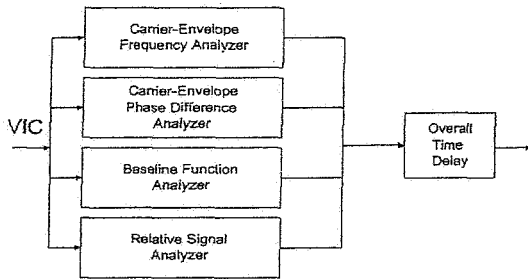 Carrier-Envelope
Frequency Analyzer
Carrier-Envelope
Phase Difference
Analyzer
VIC
Baseline Function
Analyzer
Relative Signal
Analyzer
Overall
Time
Delay